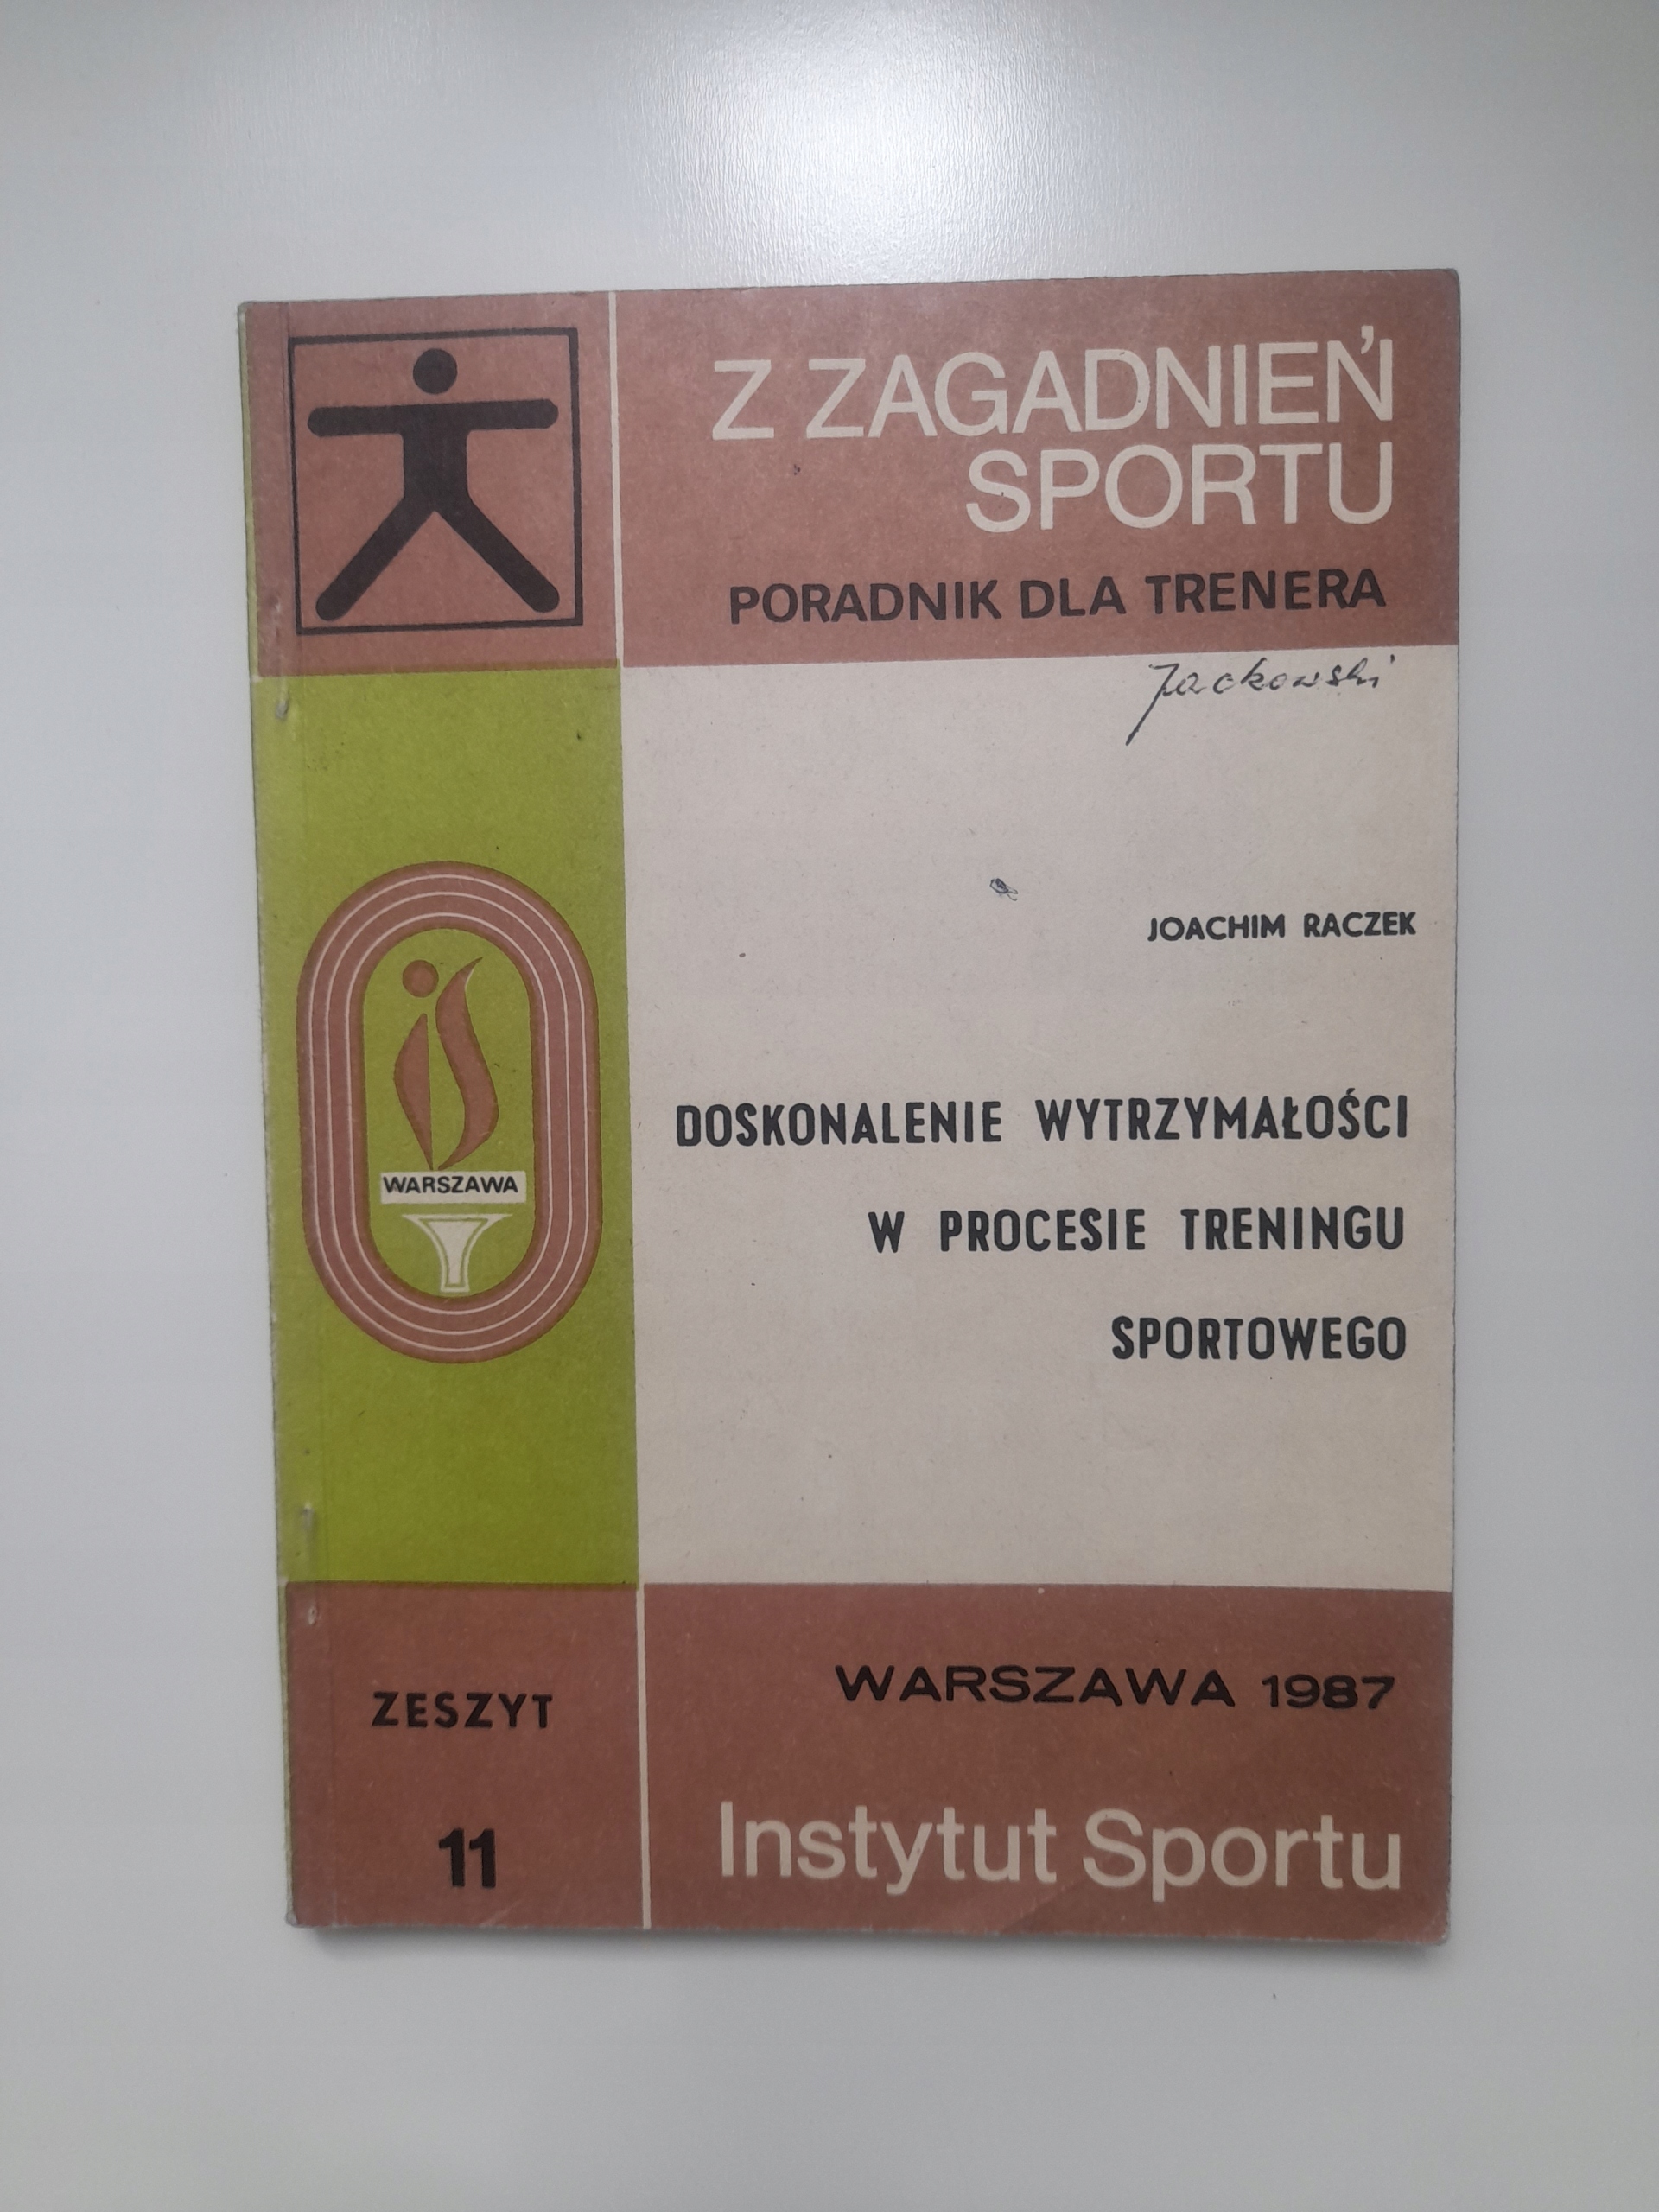 Z ZAGADNIEŃ
SPORTU
PORADNIK DLA TRENERA
Jackowski
JOACHIM RACZEK
DOSKONALENIE WYTRZYMAŁOŚCI
W PROCESIE TRENINGU
SPORTOWEGO
iS
WARSZAWA
ZESZYT
11
WARSZAWA 1987
Instytut Sportu